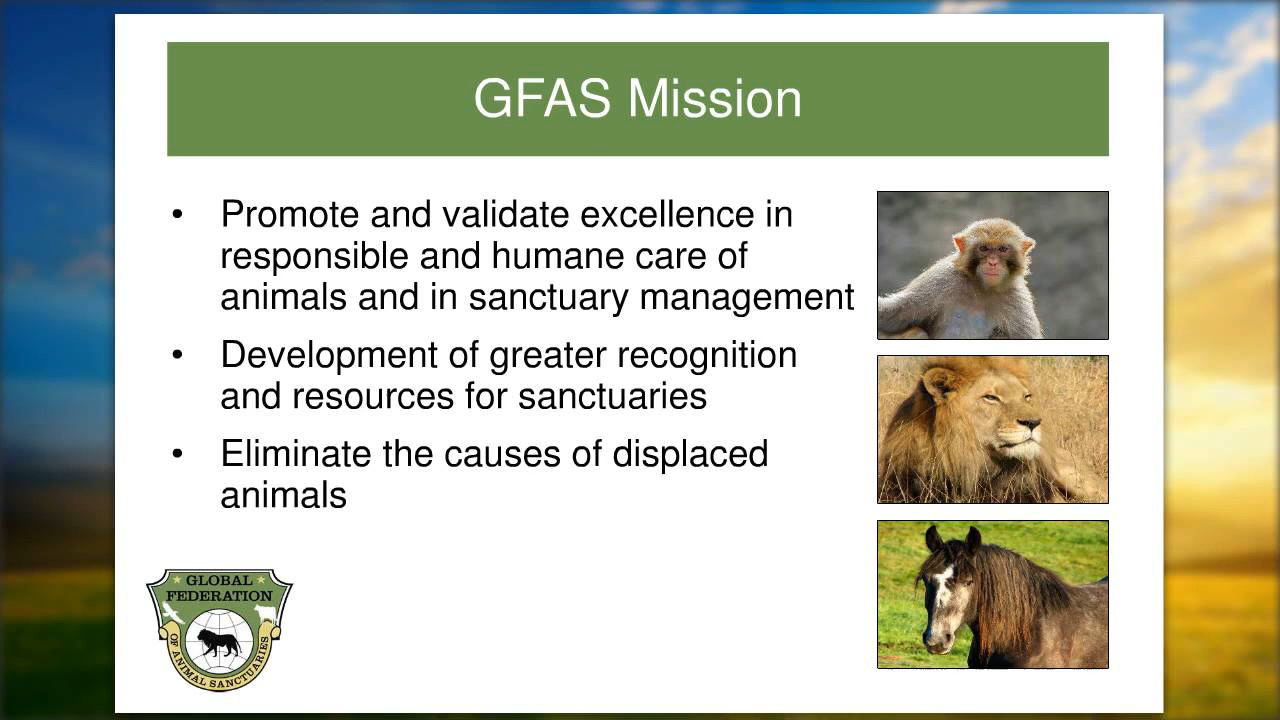 GFAS Mission
• Promote and validate excellence in
responsible and humane care of
animals and in sanctuary management
• Development of greater recognition
and resources for sanctuaries
• Eliminate the causes of displaced
animals
GLOBAL
FEDERATION
OF ANIMAL SANCTUARIES